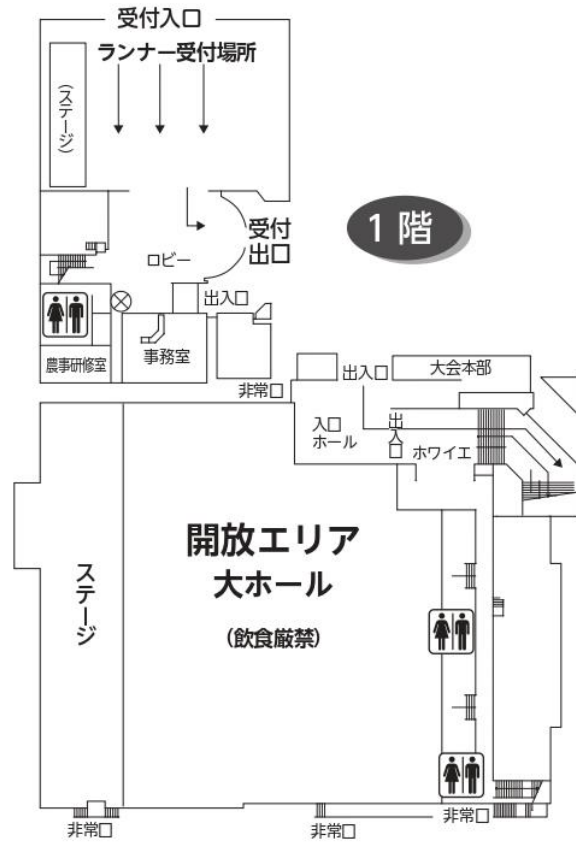 受付入口
ランナー受付場所
(ステージ)
1階
受付
出口
ロビー
出入口
農事研修室
事務室
非常口
出入口
大会本部
入口
ホール
出入口
ホワイエ
開放エリア
大ホール
(飲食厳禁)
ステージ
非常口
非常口
非常口